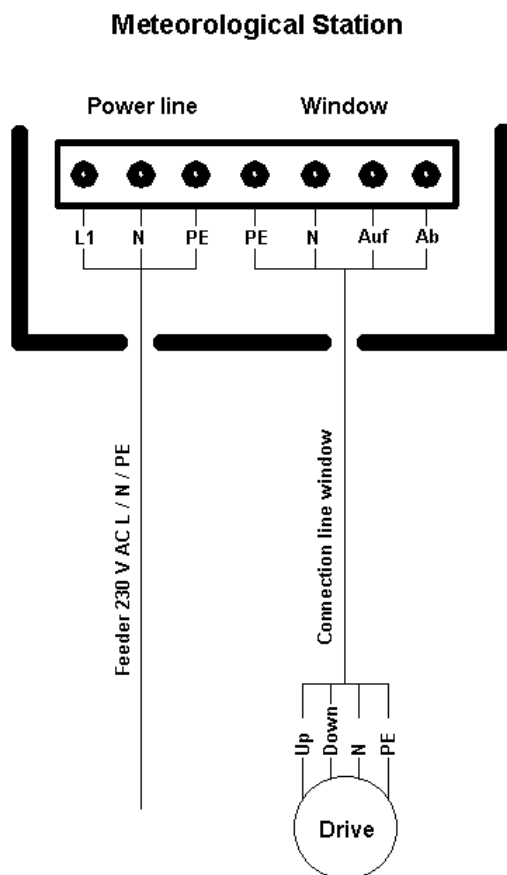 Meteorological Station
Power line
Window
L1
N
PE
PE
N
Auf
Ab
Feeder 230 V AC L / N / PE
Connection line window
Up
Down
N
PE
Drive